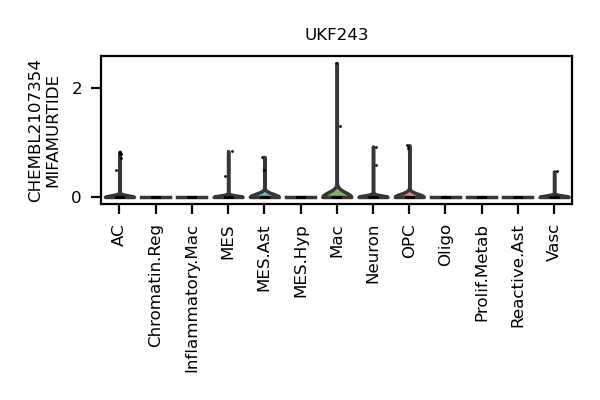 UKF243
CHEMBL2107354
MIFAMURTIDE
2
0
AC
Chromatin.Reg
Inflammatory.Mac
MES
MES.Ast
MES.Hyp
Mac
Neuron
OPC
Oligo
Prolif.Metab
Reactive.Ast
Vasc